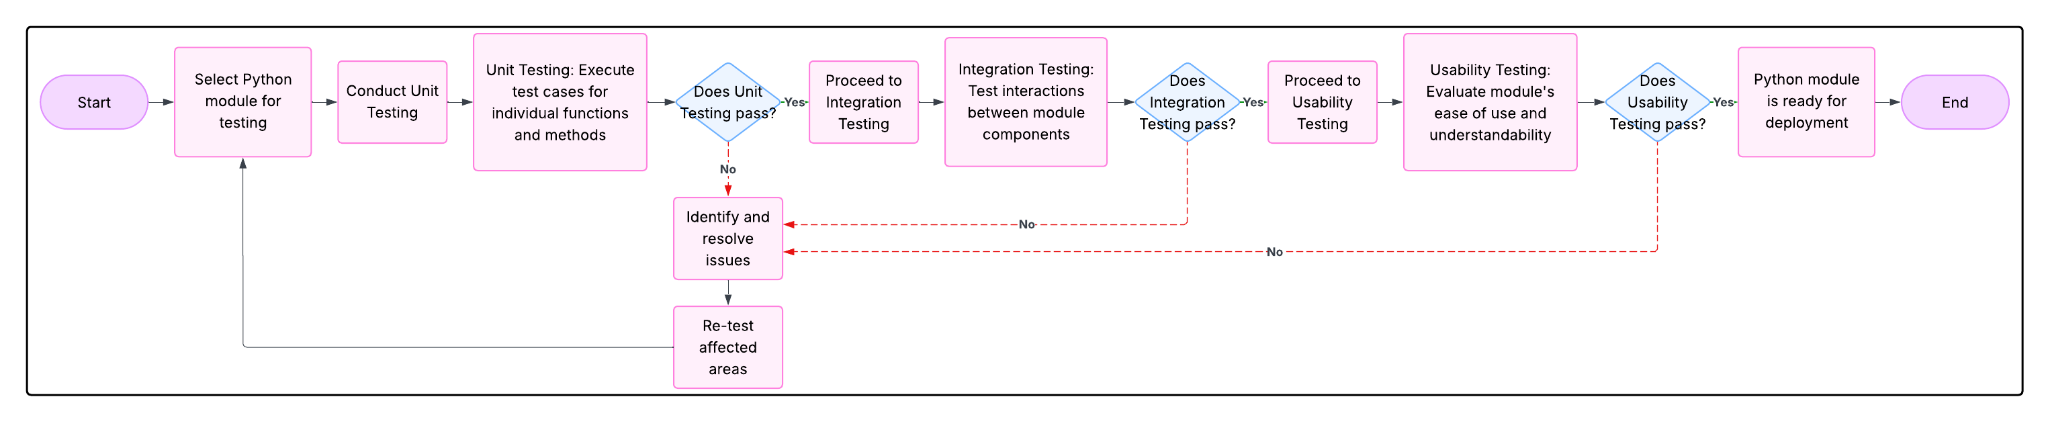 Start
Select Python
module for
testing
Conduct Unit
Testing
Unit Testing: Execute
test cases for
individual functions
and methods
Does Unit
Testing pass?
Yes
Proceed to
Integration
Testing
Integration Testing:
Test interactions
between module
components
Does
Integration
Testing pass?
Yes
Proceed to
Usability
Testing
Usability Testing:
Evaluate module's
ease of use and
understandability
Does
Usability
Testing pass?
Yes
Python module
is ready for
deployment
End
No
Identify and
resolve
issues
No
No
Re-test
affected
areas